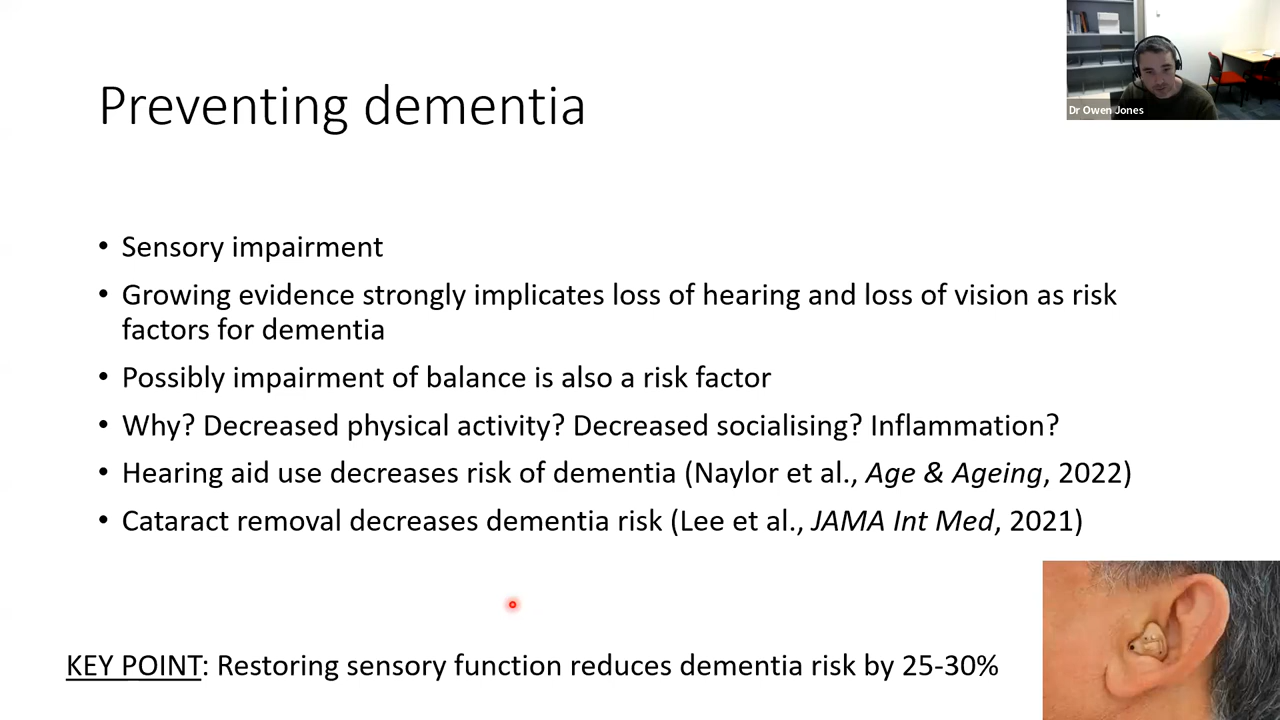 Preventing dementia
Dr Owen Jones
• Sensory impairment
• Growing evidence strongly implicates loss of hearing and loss of vision as risk
factors for dementia
• Possibly impairment of balance is also a risk factor
• Why? Decreased physical activity? Decreased socialising? Inflammation?
• Hearing aid use decreases risk of dementia (Naylor et al., Age & Ageing, 2022)
• Cataract removal decreases dementia risk (Lee et al., JAMA Int Med, 2021)
KEY POINT: Restoring sensory function reduces dementia risk by 25-30%